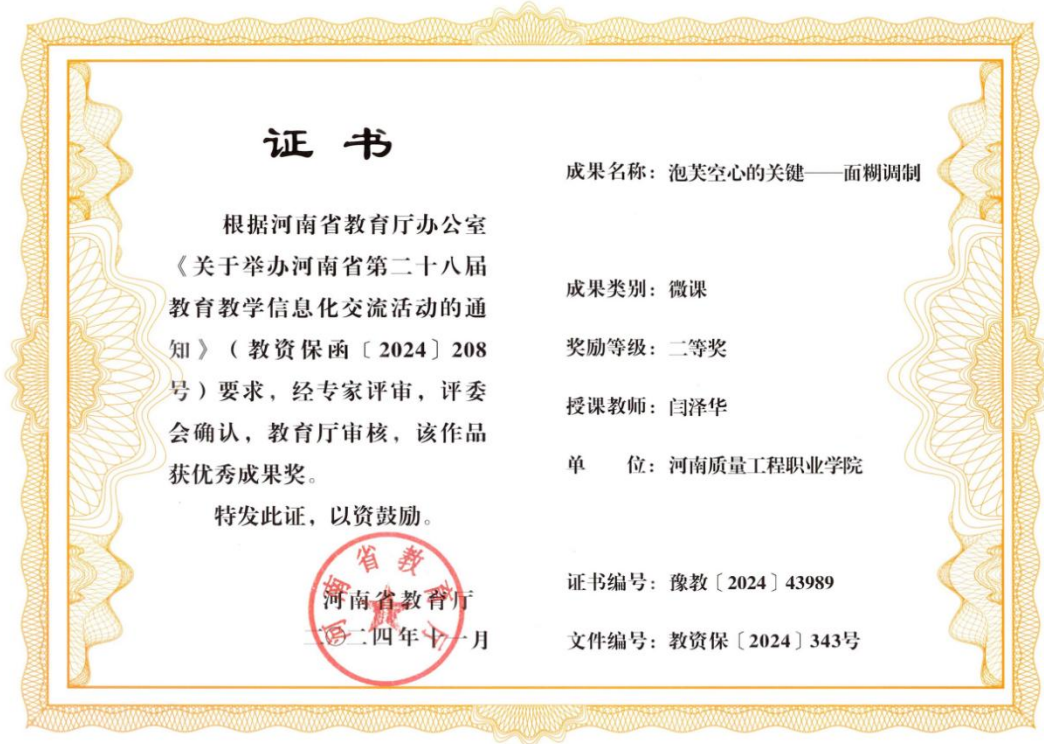 证 书
根据河南省教育厅办公室
《关于举办河南省第二十八届
教育教学信息化交流活动的通
知》（教资保函〔2024〕208
号）要求，经专家评审，评委
会确认，教育厅审核，该作品
获优秀成果奖。
特发此证，以资鼓励。
河南省教育厅
河南省教育厅
二〇二四年十一月
成果名称：泡芙空心的关键——面糊调制
成果类别：微课
奖励等级：二等奖
授课教师：闫泽华
单　　位：河南质量工程职业学院
证书编号：豫教〔2024〕43989
文件编号：教资保〔2024〕343号